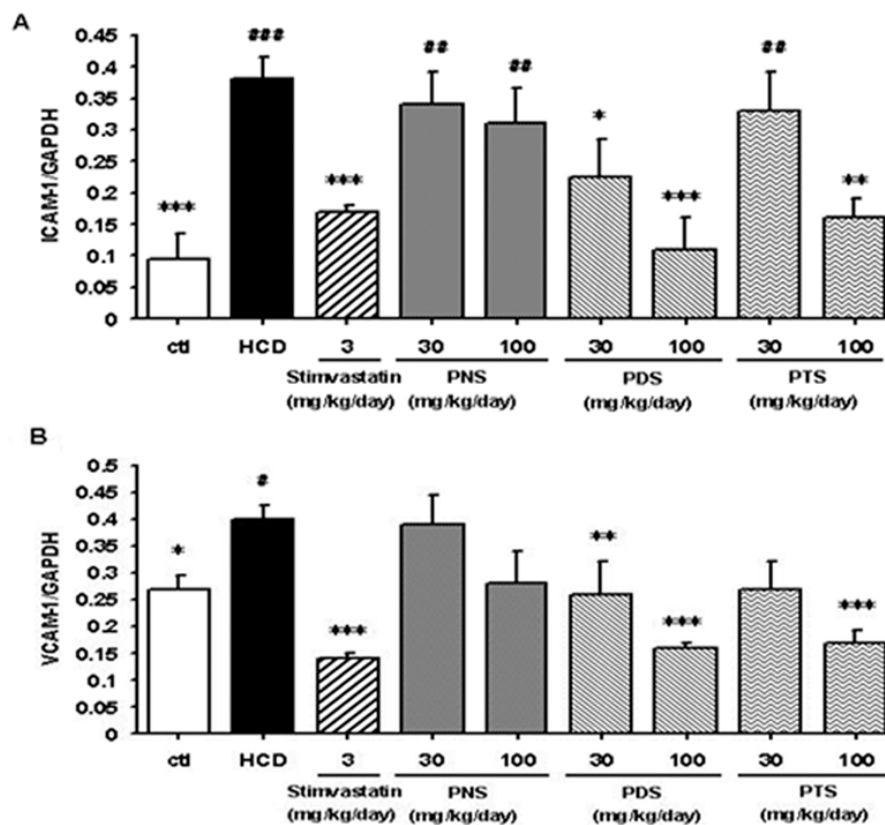 A
0.45
0.4
0.35
0.3
0.25
0.2
0.15
0.1
0.05
0
ICAM-1/GAPDH
*** ### *** ## ## * *** ## **
ctl HCD 3 30 100 30 100 30 100
Stimvastatin PNS PDS PTS
(mg/kg/day) (mg/kg/day) (mg/kg/day) (mg/kg/day)
B
0.5
0.45
0.4
0.35
0.3
0.25
0.2
0.15
0.1
0.05
0
VCAM-1/GAPDH
* # *** ** *** ***
ctl HCD 3 30 100 30 100 30 100
Stimvastatin PNS PDS PTS
(mg/kg/day) (mg/kg/day) (mg/kg/day) (mg/kg/day)